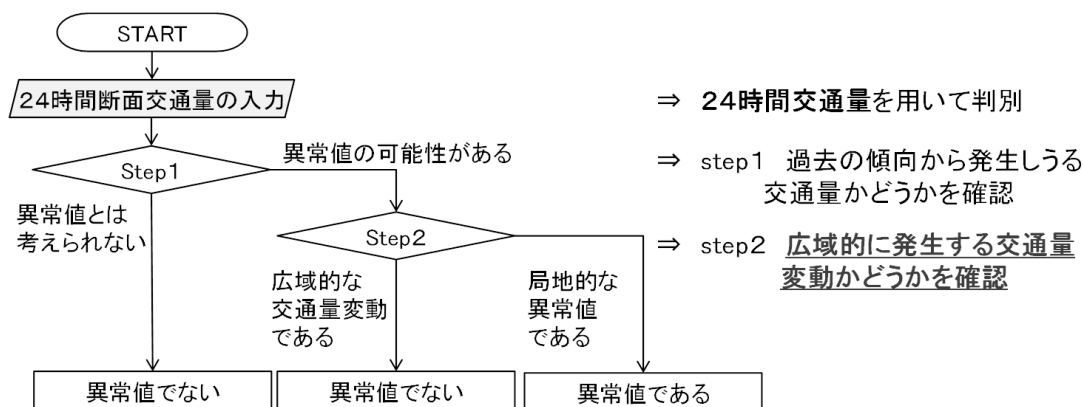 START
24時間断面交通量の入力
⇒ 24時間交通量を用いて判別
Step1
異常値の可能性がある
⇒ step1 過去の傾向から発生しうる
交通量かどうかを確認
異常値とは
考えられない
Step2
⇒ step2 広域的に発生する交通量
変動かどうかを確認
広域的な
交通量変動
である
局地的な
異常値
である
異常値でない
異常値でない
異常値である